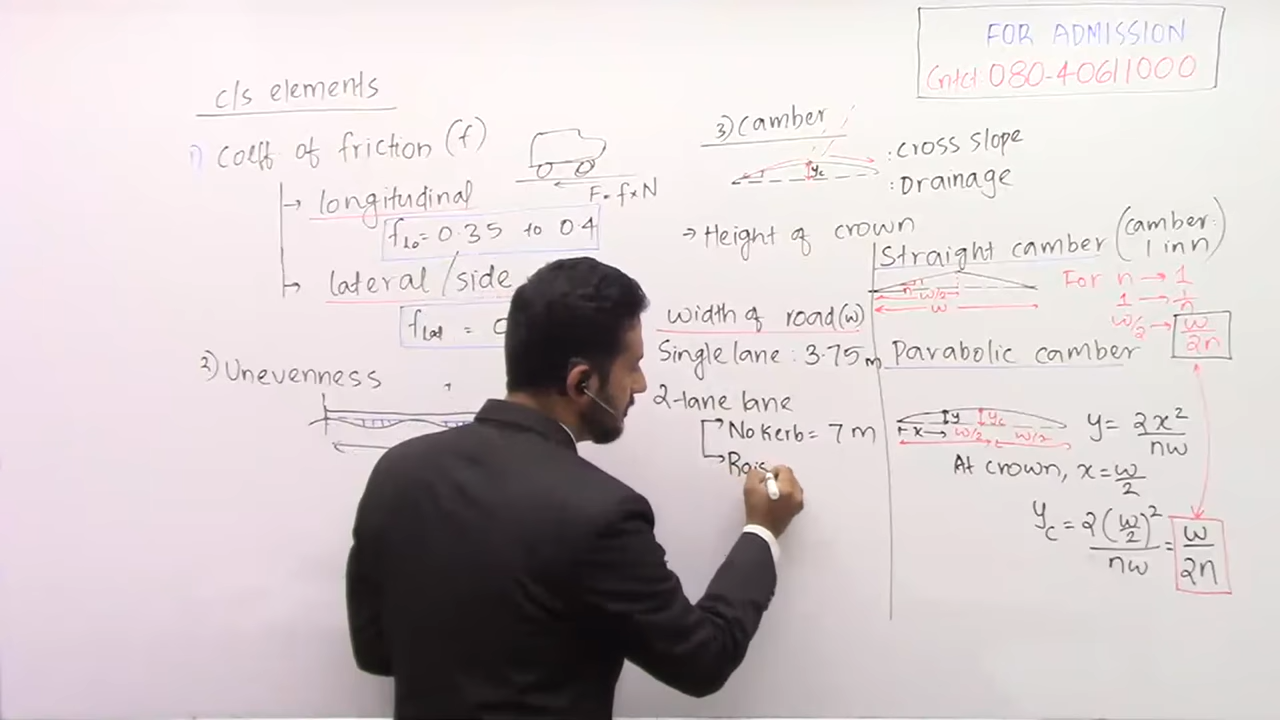 FOR ADMISSION
Cntct: 080-40611000
c/s elements
1) Coeff of friction (f)
→ longitudinal
f_lo = 0.35 to 0.4
F = f×N
→ lateral/side
f_lat =
2) Unevenness
3) Camber
y_c
: Cross slope
: Drainage
→ Height of crown
width of road (w)
Single lane : 3.75 m
2-lane lane
→ No Kerb = 7 m
→ Rais
Straight camber (camber: 1 in n)
n
w/2
w
For n → 1
1 → 1/n
w/2 → w/2n
Parabolic camber
y
y_c
x
w/2
w/2
y = 2x²/nw
At crown, x = w/2
y_c = 2(w/2)²/nw = w/2n